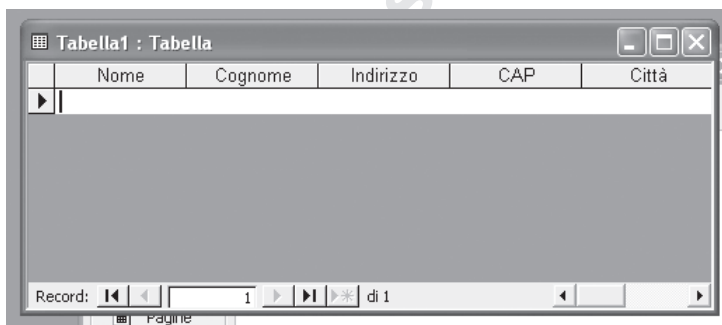 Tabella1 : Tabella
Nome Cognome Indirizzo CAP Città
Record: 1 di 1
Pagine